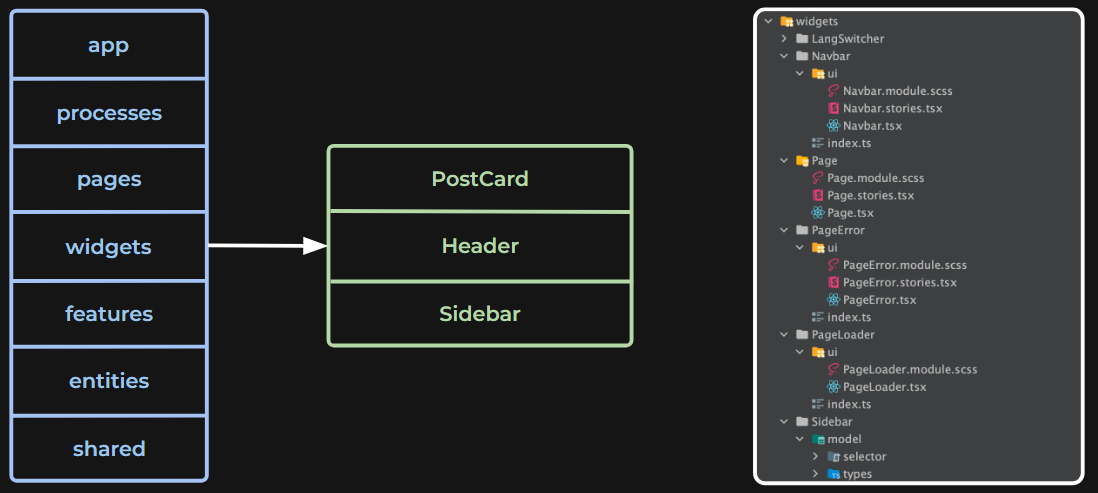 app
processes
pages
widgets
features
entities
shared
PostCard
Header
Sidebar
widgets
LangSwitcher
Navbar
ui
Navbar.module.scss
Navbar.stories.tsx
Navbar.tsx
index.ts
Page
Page.module.scss
Page.stories.tsx
Page.tsx
PageError
ui
PageError.module.scss
PageError.stories.tsx
PageError.tsx
index.ts
PageLoader
ui
PageLoader.module.scss
PageLoader.tsx
index.ts
Sidebar
model
selector
types